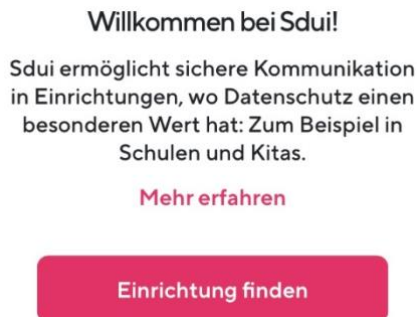 Willkommen bei Sdui!
Sdui ermöglicht sichere Kommunikation
in Einrichtungen, wo Datenschutz einen
besonderen Wert hat: Zum Beispiel in
Schulen und Kitas.
Mehr erfahren
Einrichtung finden